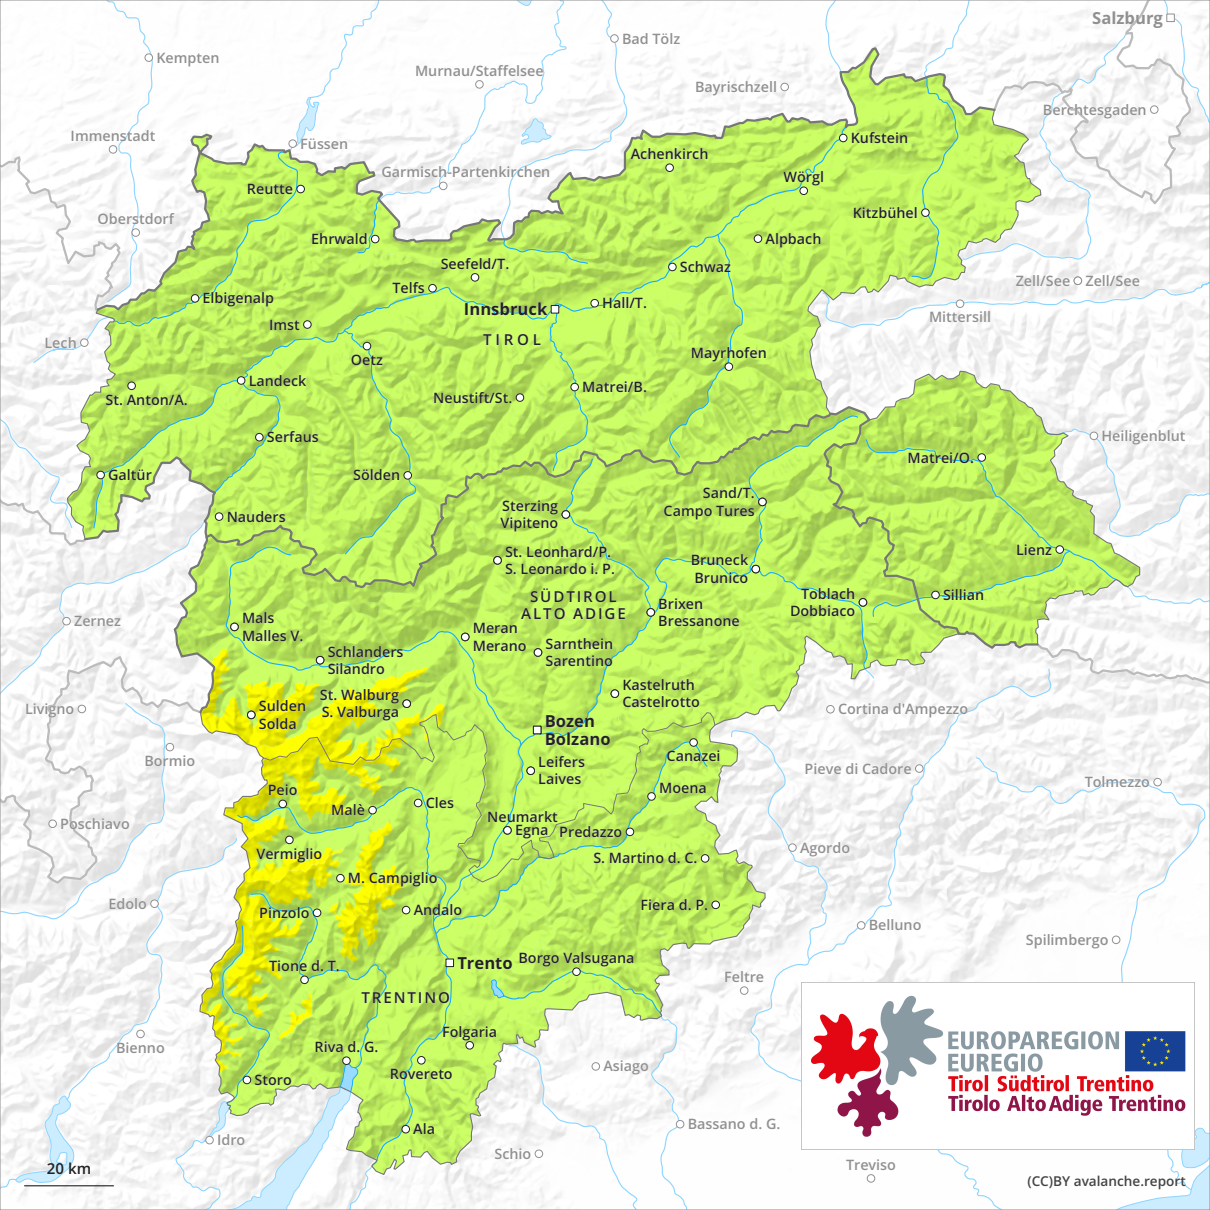 Salzburg
Bad Tölz
Kempten
Murnau/Staffelsee
Bayrischzell
Berchtesgaden
Immenstadt
Füssen
Kufstein
Achenkirch
Garmisch-Partenkirchen
Wörgl
Reutte
Oberstdorf
Kitzbühel
Ehrwald
Alpbach
Seefeld/T.
Schwaz
Zell/See
Zell/See
Telfs
Elbigenalp
Hall/T.
Innsbruck
Mittersill
Imst
TIROL
Lech
Oetz
Mayrhofen
Landeck
Matrei/B.
St. Anton/A.
Neustift/St.
Serfaus
Heiligenblut
Matrei/O.
Galtür
Sölden
Sand/T.
Campo Tures
Sterzing
Vipiteno
Nauders
St. Leonhard/P.
S. Leonardo i. P.
Lienz
Bruneck
Brunico
SÜDTIROL
ALTO ADIGE
Toblach
Dobbiaco
Sillian
Brixen
Bressanone
Zernez
Mals
Malles V.
Meran
Merano
Sarnthein
Sarentino
Schlanders
Silandro
Kastelruth
Castelrotto
St. Walburg
S. Valburga
Sulden
Solda
Livigno
Cortina d'Ampezzo
Bozen
Bolzano
Bormio
Canazei
Leifers
Laives
Pieve di Cadore
Tolmezzo
Peio
Moena
Malè
Cles
Neumarkt
Egna
Predazzo
Poschiavo
Vermiglio
Agordo
S. Martino d. C.
M. Campiglio
Edolo
Pinzolo
Andalo
Fiera d. P.
Belluno
Spilimbergo
Trento
Borgo Valsugana
Tione d. T.
Feltre
TRENTINO
Folgaria
Bienno
Riva d. G.
Rovereto
Asiago
Storo
EUROPAREGION
EUREGIO
Tirol Südtirol Trentino
Tirolo Alto Adige Trentino
Ala
Bassano d. G.
Idro
Schio
Treviso
20 km
(CC)BY avalanche.report